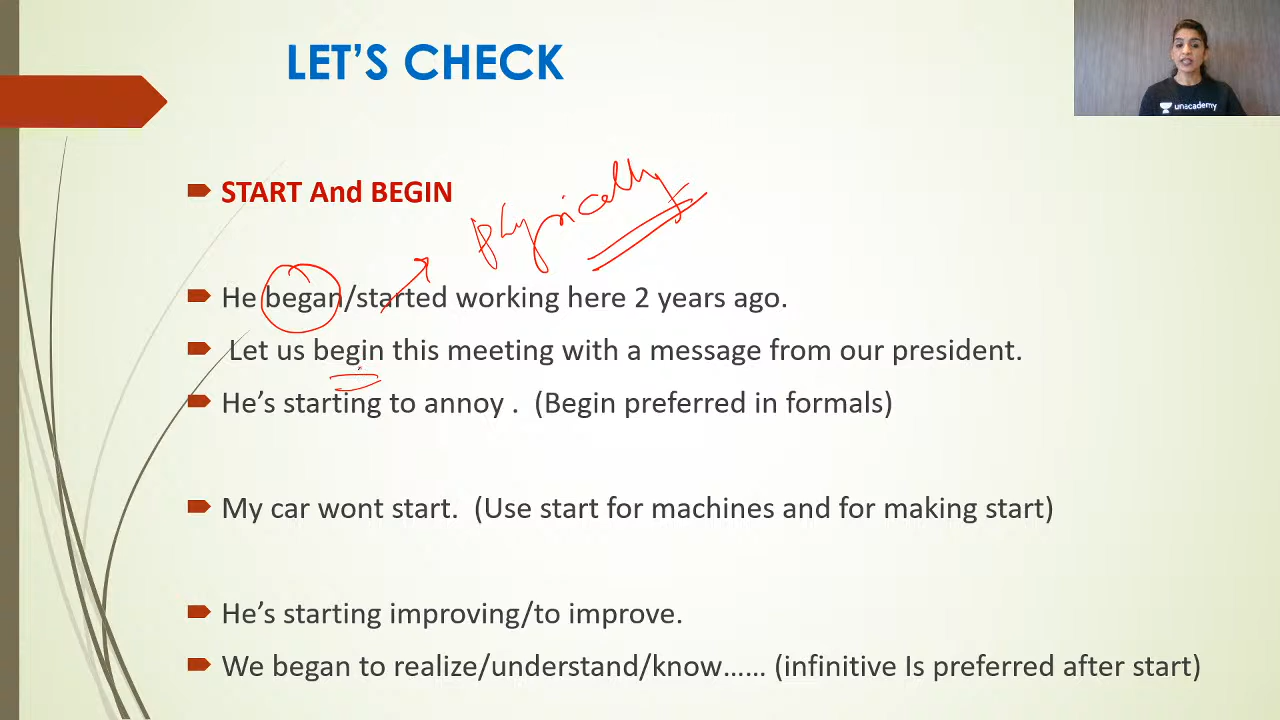 LET'S CHECK
unacademy
START And BEGIN
physically
He began/started working here 2 years ago.
Let us begin this meeting with a message from our president.
He's starting to annoy . (Begin preferred in formals)
My car wont start. (Use start for machines and for making start)
He's starting improving/to improve.
We began to realize/understand/know...... (infinitive Is preferred after start)